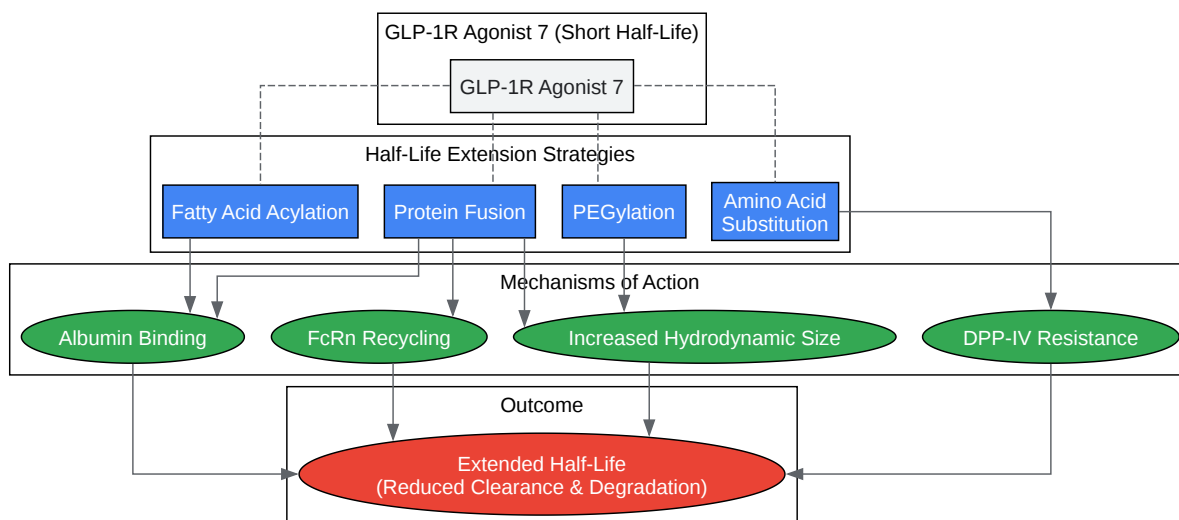 GLP-1R Agonist 7 (Short Half-Life)
GLP-1R Agonist 7
Half-Life Extension Strategies
Fatty Acid Acylation
Protein Fusion
PEGylation
Amino Acid
Substitution
Mechanisms of Action
Albumin Binding
FcRn Recycling
Increased Hydrodynamic Size
DPP-IV Resistance
Outcome
Extended Half-Life
(Reduced Clearance & Degradation)